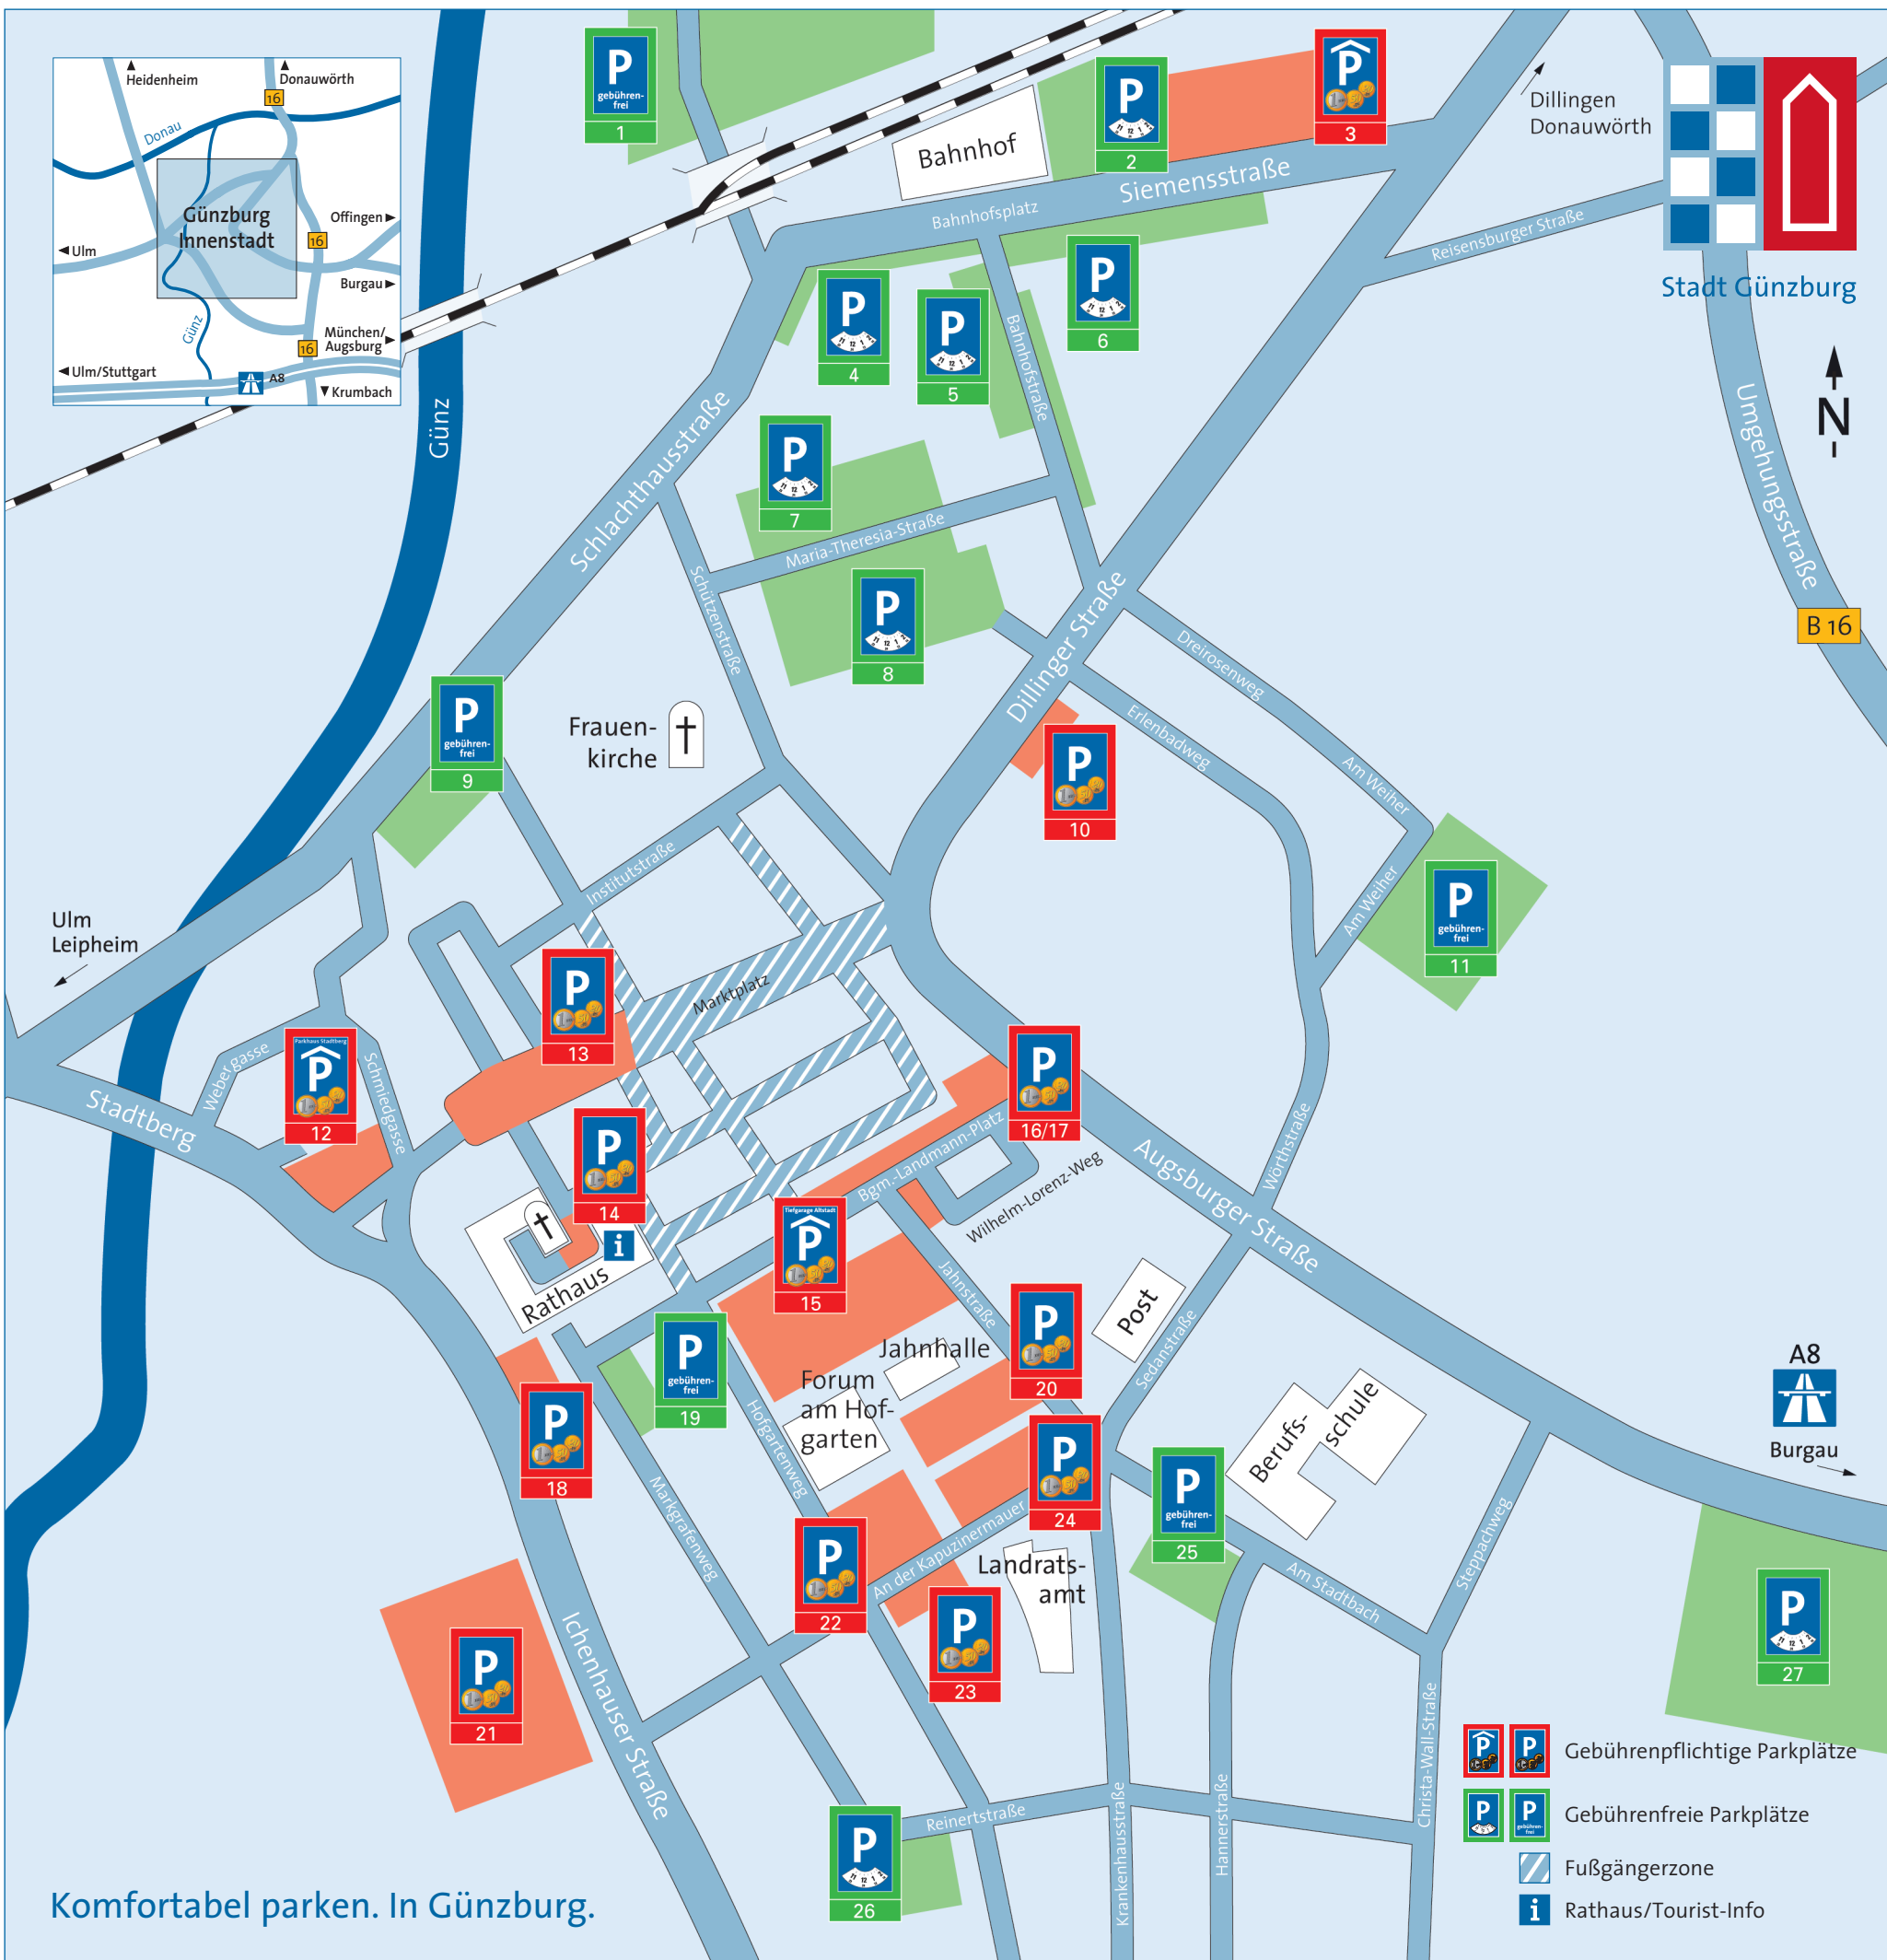 Heidenheim
Donauwörth
16
Donau
Günzburg
Innenstadt
Offingen
16
Ulm
Burgau
Günz
München/
Augsburg
16
Ulm/Stuttgart
A8
Krumbach
P
gebühren-
frei
1
P
2
P
3
Bahnhof
Siemensstraße
Bahnhofsplatz
Dillingen
Donauwörth
Reisensburger Straße
Stadt Günzburg
N
Umgehungsstraße
B 16
Günz
Schlachthausstraße
P
4
P
5
P
6
Bahnhofstraße
P
7
Maria-Theresia-Straße
Schützenstraße
P
8
Dillinger Straße
Dreirosenweg
Erlenbadweg
Am Weiher
Am Weiher
P
gebühren-
frei
9
Frauen-
kirche
P
10
P
gebühren-
frei
11
Institutstraße
Ulm
Leipheim
Marktplatz
P
13
Webergasse
Schmiedgasse
Parkhaus Stadtberg
P
12
Stadtberg
P
14
i
Rathaus
P
16/17
Bgm.-Landmann-Platz
Wilhelm-Lorenz-Weg
Augsburger Straße
Wörthstraße
Tiefgarage Altstadt
P
15
Jahnstraße
Post
Sedanstraße
P
20
Jahnhalle
Forum
am Hof-
garten
P
gebühren-
frei
19
P
18
Hofgartenweg
Markgrafenweg
P
24
P
gebühren-
frei
25
Berufs-
schule
A8
Burgau
Steppachweg
An der Kapuzinermauer
Landrats-
amt
P
22
P
23
Am Stadtbach
P
21
Ichenhauser Straße
P
27
Reinertstraße
Krankenhausstraße
Hannerstraße
Christa-Wall-Straße
P
26
P P Gebührenpflichtige Parkplätze
P P gebühren-
frei
Gebührenfreie Parkplätze
Fußgängerzone
i Rathaus/Tourist-Info
Komfortabel parken. In Günzburg.